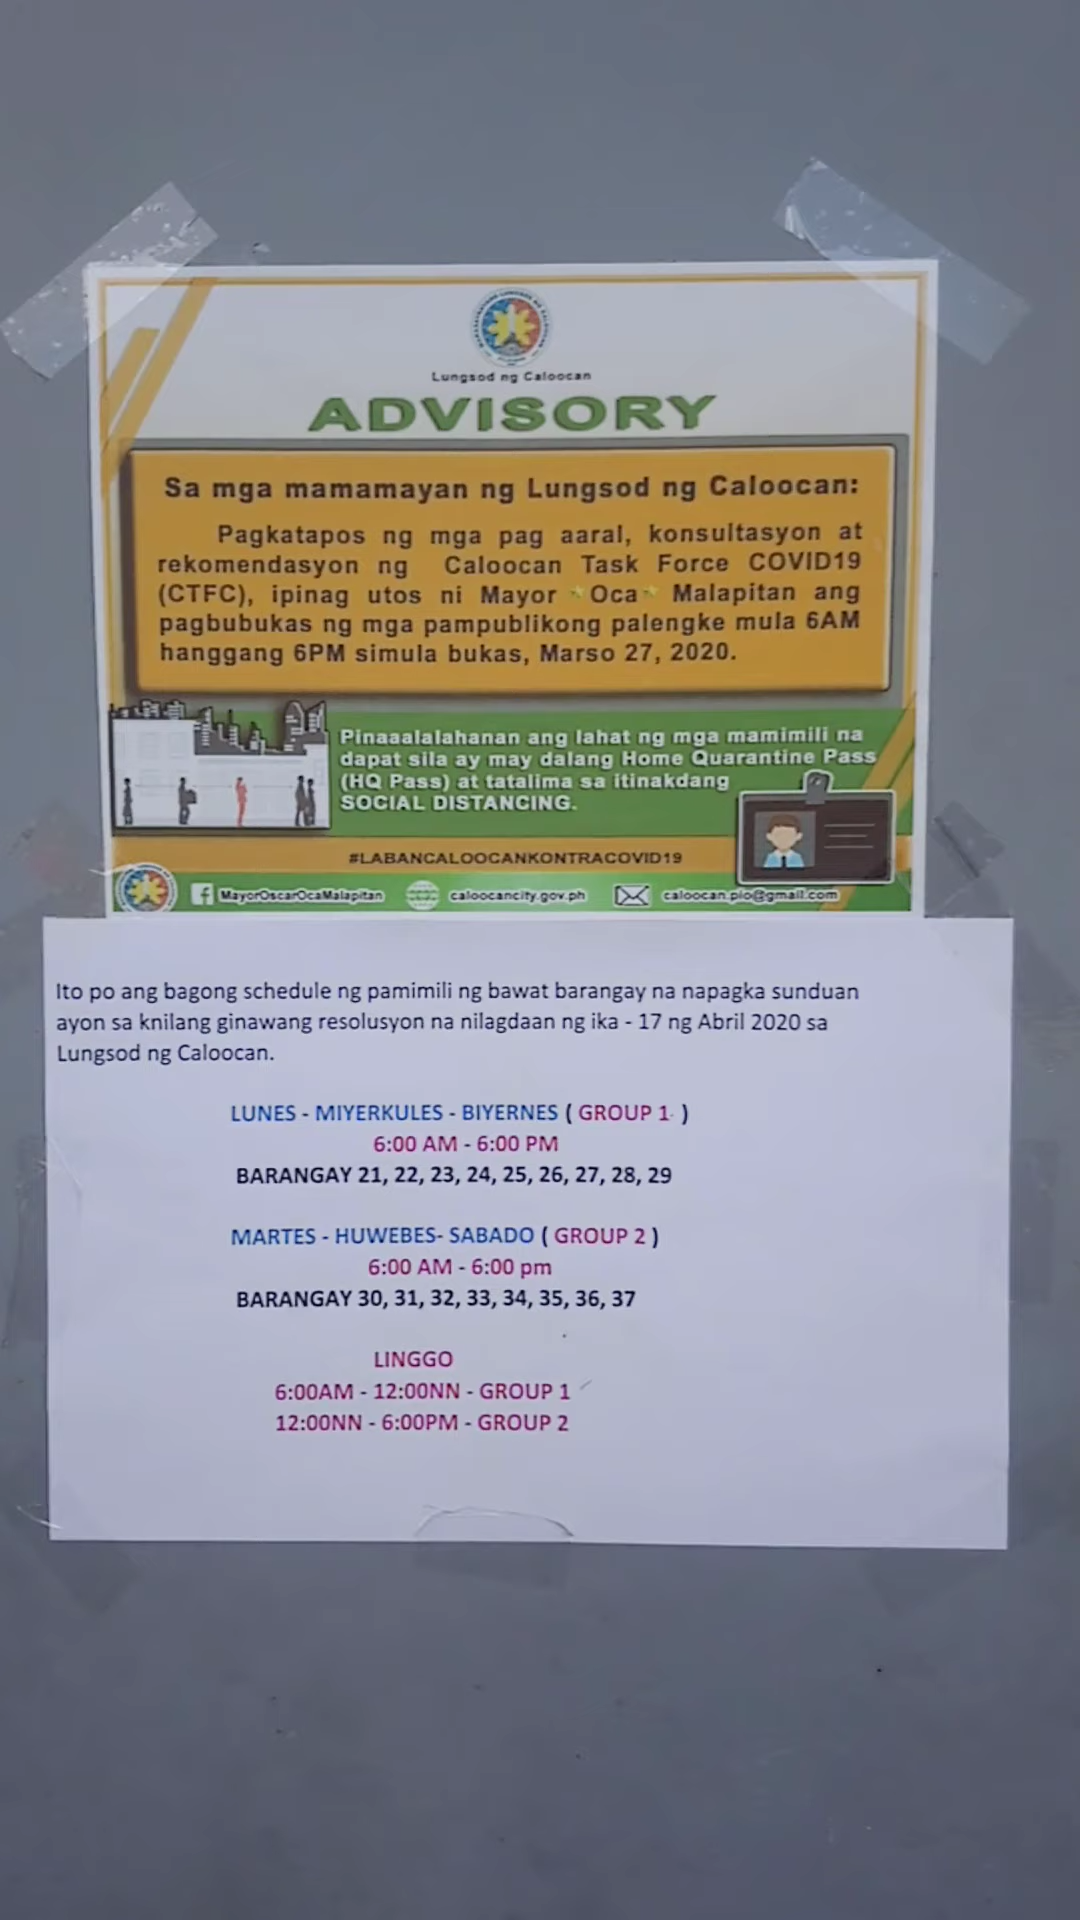 Lungsod ng Caloocan
ADVISORY
Sa mga mamamayan ng Lungsod ng Caloocan:
Pagkatapos ng mga pag aaral, konsultasyon at
rekomendasyon ng Caloocan Task Force COVID19
(CTFC), ipinag utos ni Mayor Oca Malapitan ang
pagbubukas ng mga pampublikong palengke mula 6AM
hanggang 6PM simula bukas, Marso 27, 2020.
Pinaaalalahanan ang lahat ng mga mamimili na
dapat sila ay may dalang Home Quarantine Pass
(HQ Pass) at tatalima sa itinakdang
SOCIAL DISTANCING.
#LABANCALOOCANKONTRACOVID19
MayorOscarOcaMalapitan caloocancity.gov.ph caloocan.pio@gmail.com
Ito po ang bagong schedule ng pamimili ng bawat barangay na napagka sunduan
ayon sa knilang ginawang resolusyon na nilagdaan ng ika - 17 ng Abril 2020 sa
Lungsod ng Caloocan.
LUNES - MIYERKULES - BIYERNES ( GROUP 1 )
6:00 AM - 6:00 PM
BARANGAY 21, 22, 23, 24, 25, 26, 27, 28, 29
MARTES - HUWEBES- SABADO ( GROUP 2 )
6:00 AM - 6:00 pm
BARANGAY 30, 31, 32, 33, 34, 35, 36, 37
LINGGO
6:00AM - 12:00NN - GROUP 1
12:00NN - 6:00PM - GROUP 2